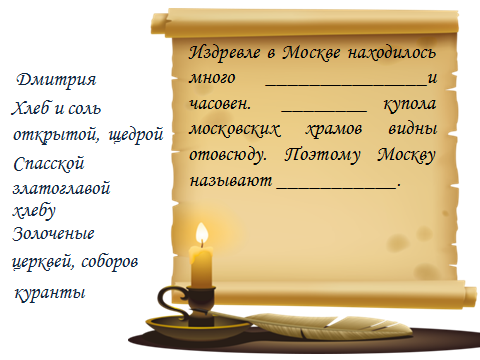 Дмитрия
Хлеб и соль
открытой, щедрой
Спасской
златоглавой
хлебу
Золоченые
церквей, соборов
куранты
Издревле в Москве находилось
много ________________и
часовен. ________ купола
московских храмов видны
отовсюду. Поэтому Москву
называют ____________.